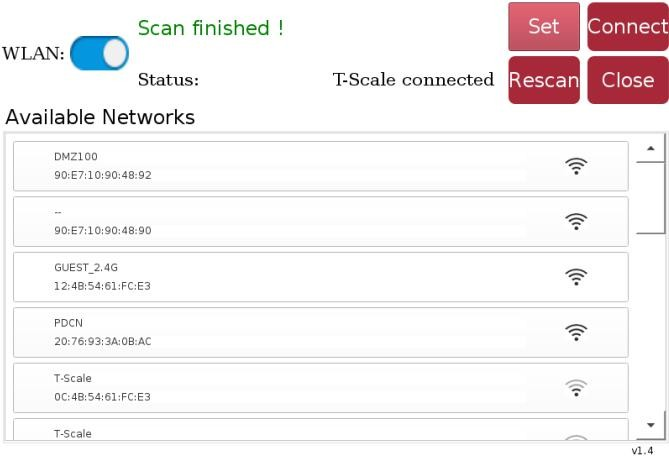 Scan finished !
Set
Connect
WLAN:
Status:
T-Scale connected
Rescan
Close
Available Networks
DMZ100
90:E7:10:90:48:92
--
90:E7:10:90:48:90
GUEST_2.4G
12:4B:54:61:FC:E3
PDCN
20:76:93:3A:0B:AC
T-Scale
0C:4B:54:61:FC:E3
T-Scale
v1.4